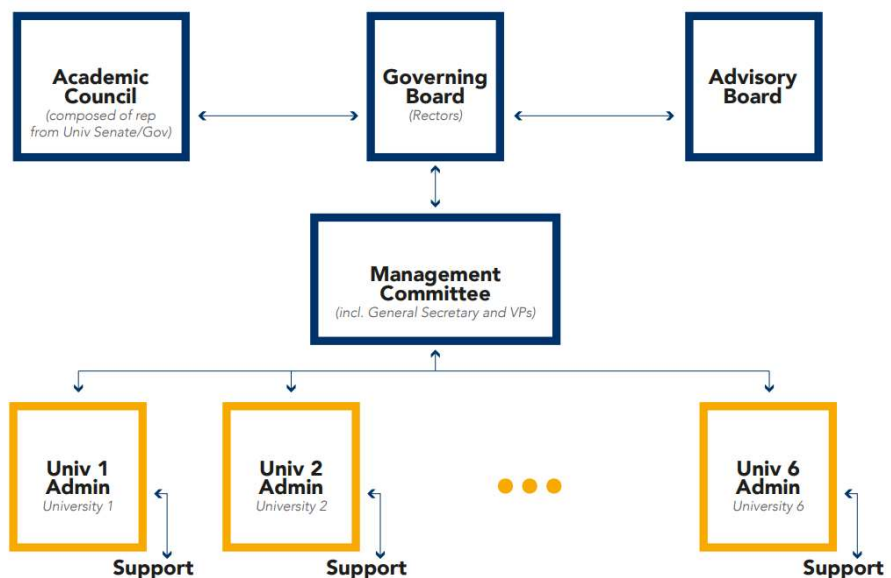 Academic
Council
(composed of rep
from Univ Senate/Gov)
Governing
Board
(Rectors)
Advisory
Board
Management
Committee
(incl. General Secretary and VPs)
Univ 1
Admin
University 1
Univ 2
Admin
University 2
Univ 6
Admin
University 6
Support
Support
Support